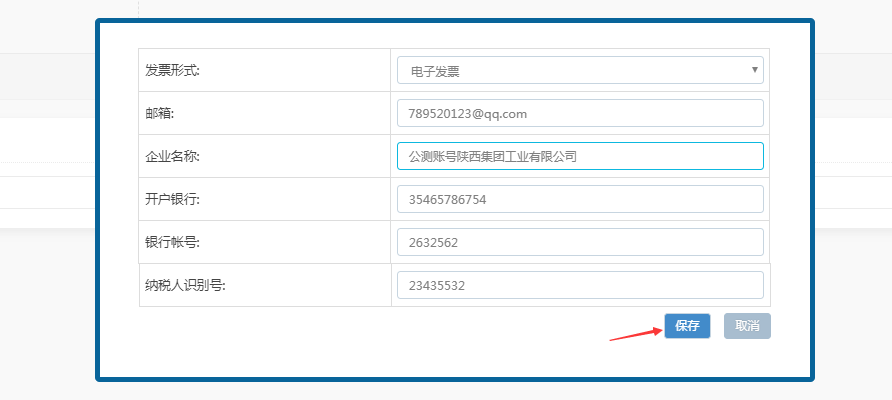 发票形式: 电子发票
邮箱: 789520123@qq.com
企业名称: 公测账号陕西集团工业有限公司
开户银行: 35465786754
银行帐号: 2632562
纳税人识别号: 23435532
保存 取消